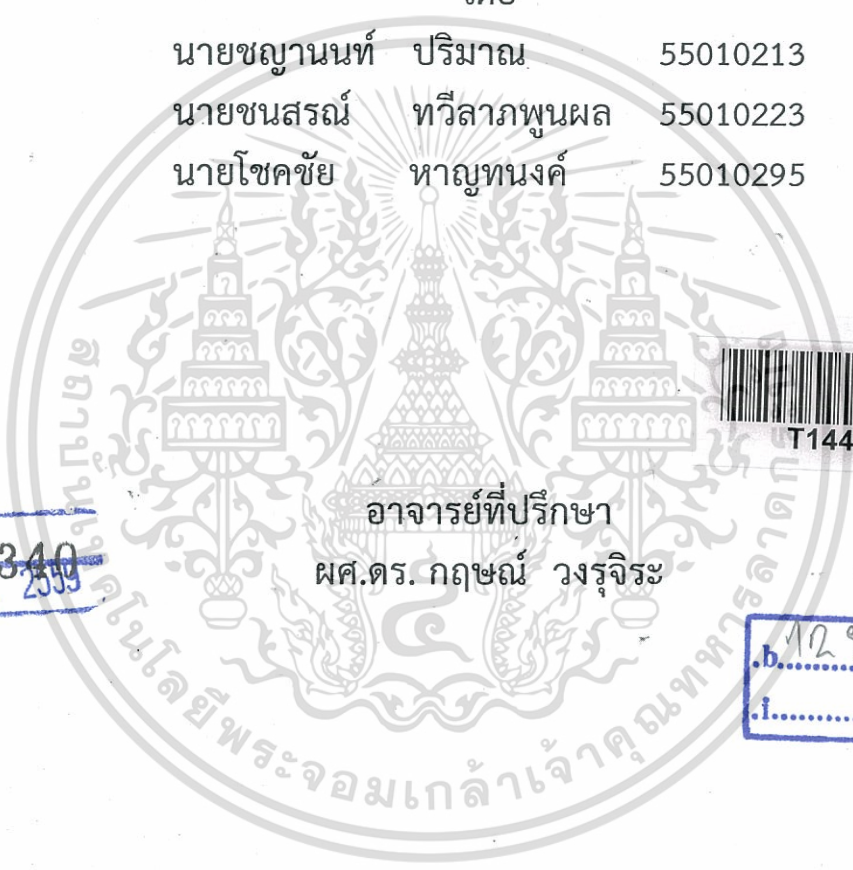 โดย
นายชญานนท์ ปริมาณ 55010213
นายชนสรณ์ ทวีลาภพูนผล 55010223
นายโชคชัย หาญทนงค์ 55010295
T144
อาจารย์ที่ปรึกษา
ผศ.ดร. กฤษณ์ วงรุจิระ
340
2559
.b
.i
สถาบันเทคโนโลยีพระจอมเกล้าเจ้าคุณทหารลาดกระบัง